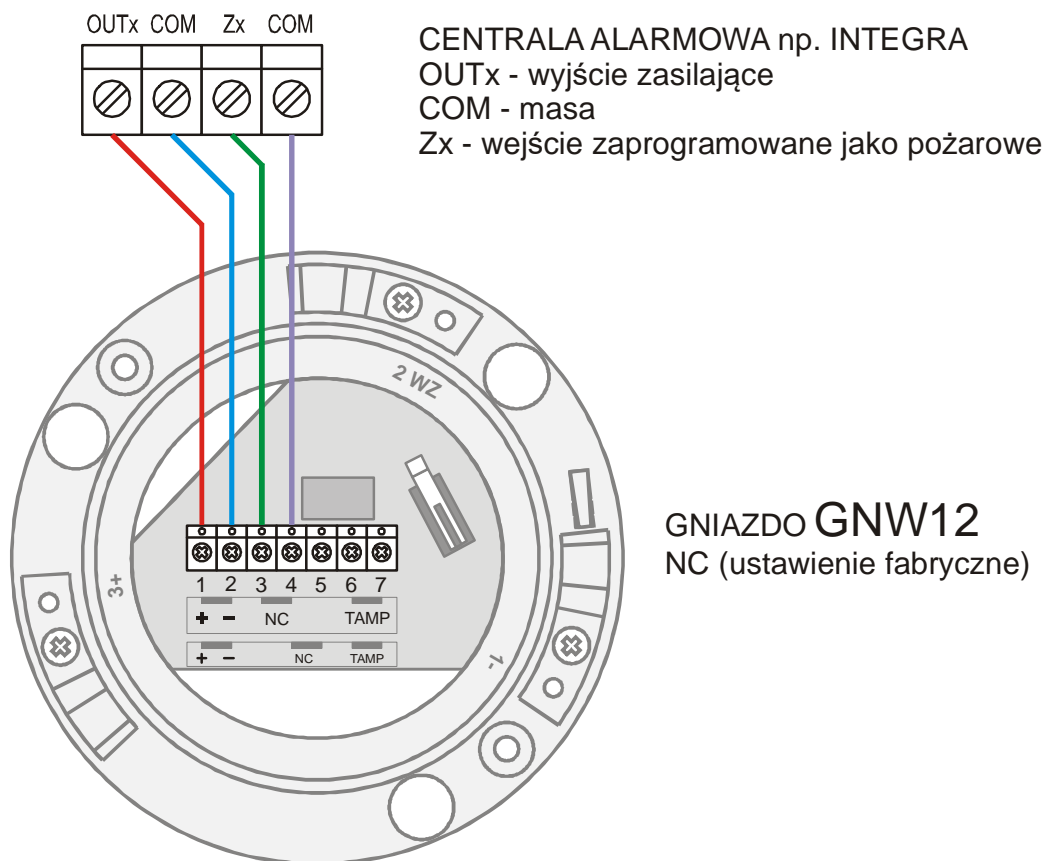 OUTx COM Zx COM
CENTRALA ALARMOWA np. INTEGRA
OUTx - wyjście zasilające
COM - masa
Zx - wejście zaprogramowane jako pożarowe
2 WZ
3+
1-
GNIAZDO GNW12
NC (ustawienie fabryczne)
1 2 3 4 5 6 7
+ - NC TAMP
+ - NC TAMP